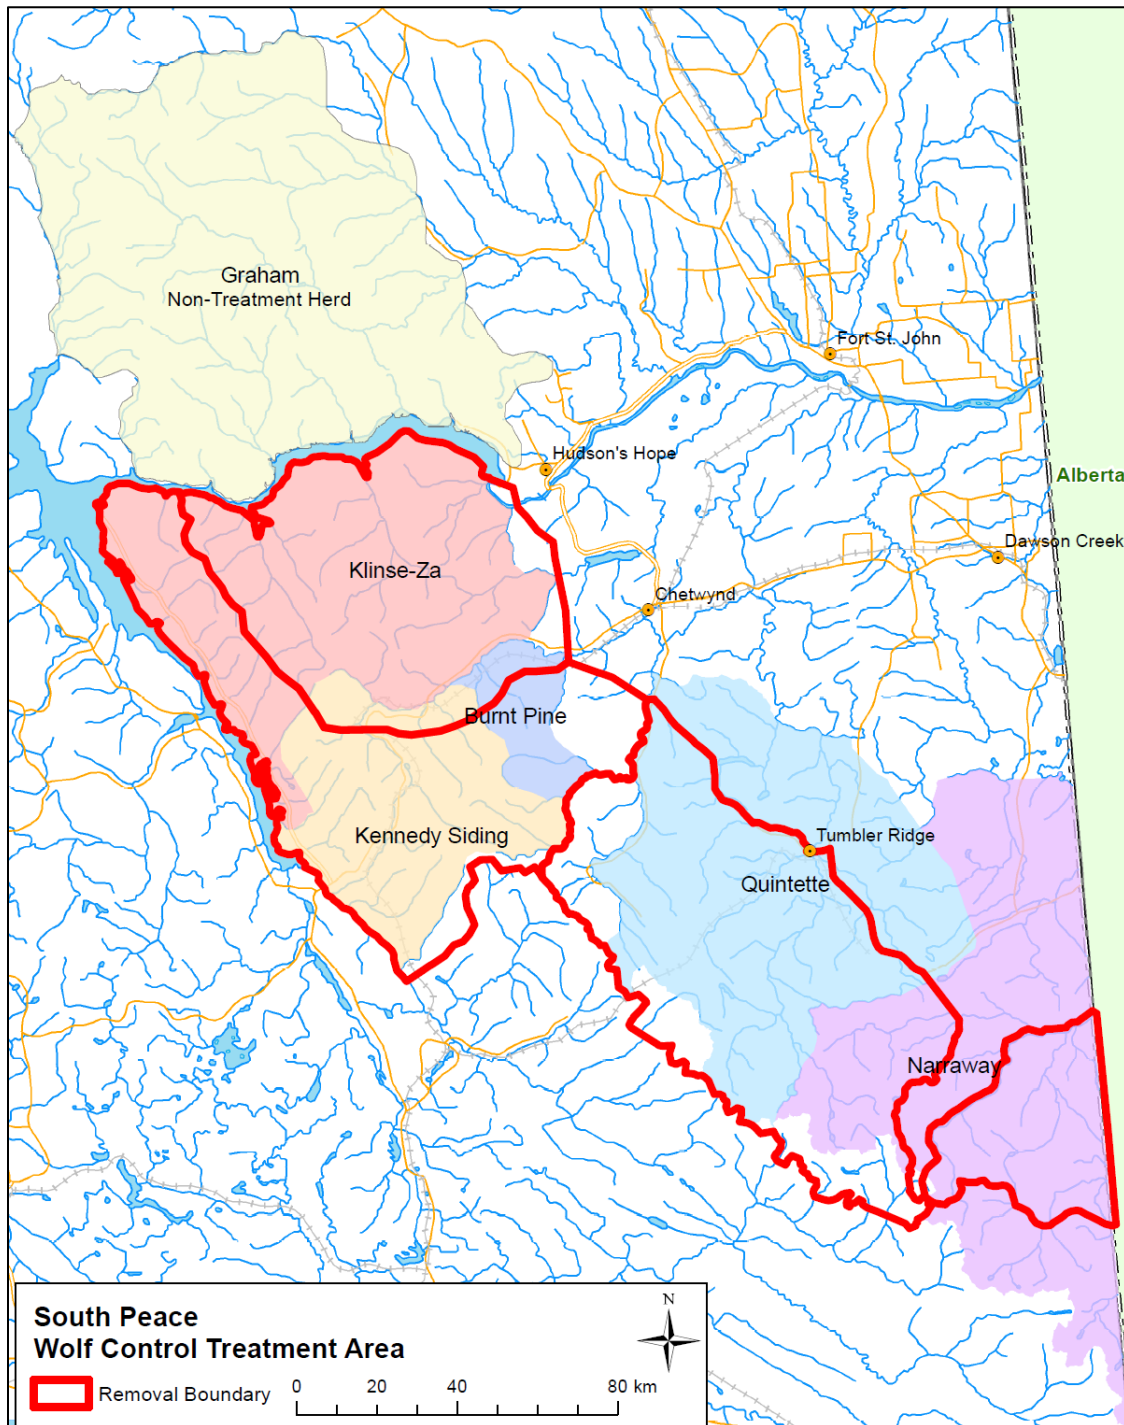 Graham
Non-Treatment Herd
Fort St. John
Hudson's Hope
Alberta
Dawson Creek
Klinse-Za
Chetwynd
Burnt Pine
Kennedy Siding
Tumbler Ridge
Quintette
Narraway
South Peace
Wolf Control Treatment Area
N
Removal Boundary
0 20 40 80 km